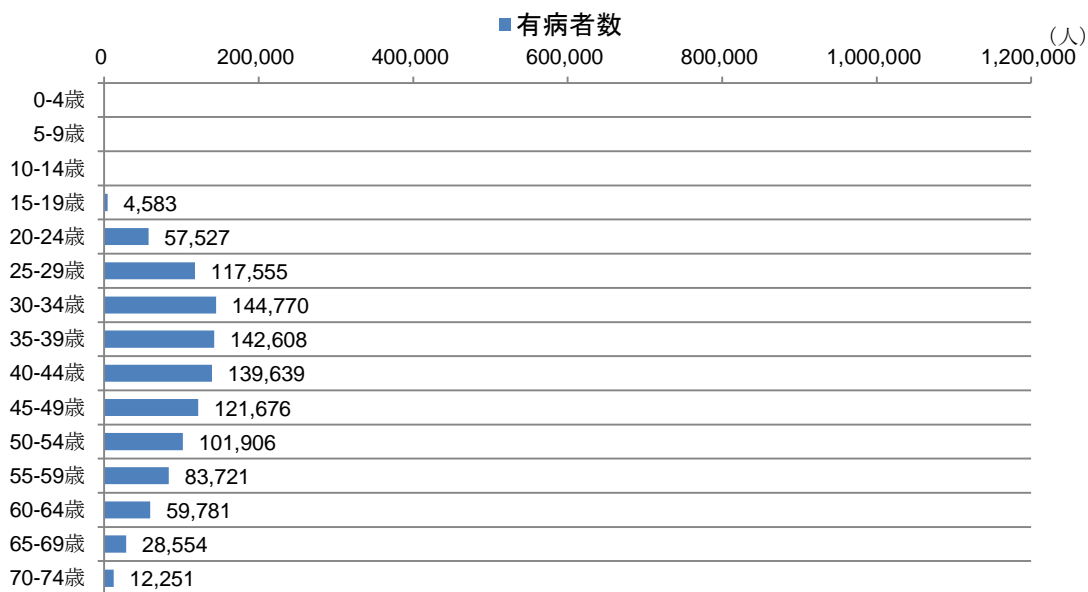 有病者数
(人)
0 200,000 400,000 600,000 800,000 1,000,000 1,200,000
0-4歳
5-9歳
10-14歳
15-19歳 4,583
20-24歳 57,527
25-29歳 117,555
30-34歳 144,770
35-39歳 142,608
40-44歳 139,639
45-49歳 121,676
50-54歳 101,906
55-59歳 83,721
60-64歳 59,781
65-69歳 28,554
70-74歳 12,251